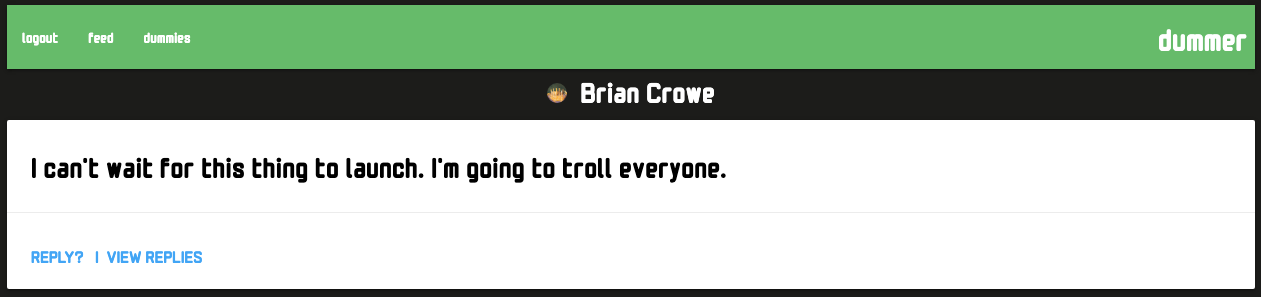 logout feed dummies dummer
Brian Crowe
I can't wait for this thing to launch. I'm going to troll everyone.
REPLY? | VIEW REPLIES